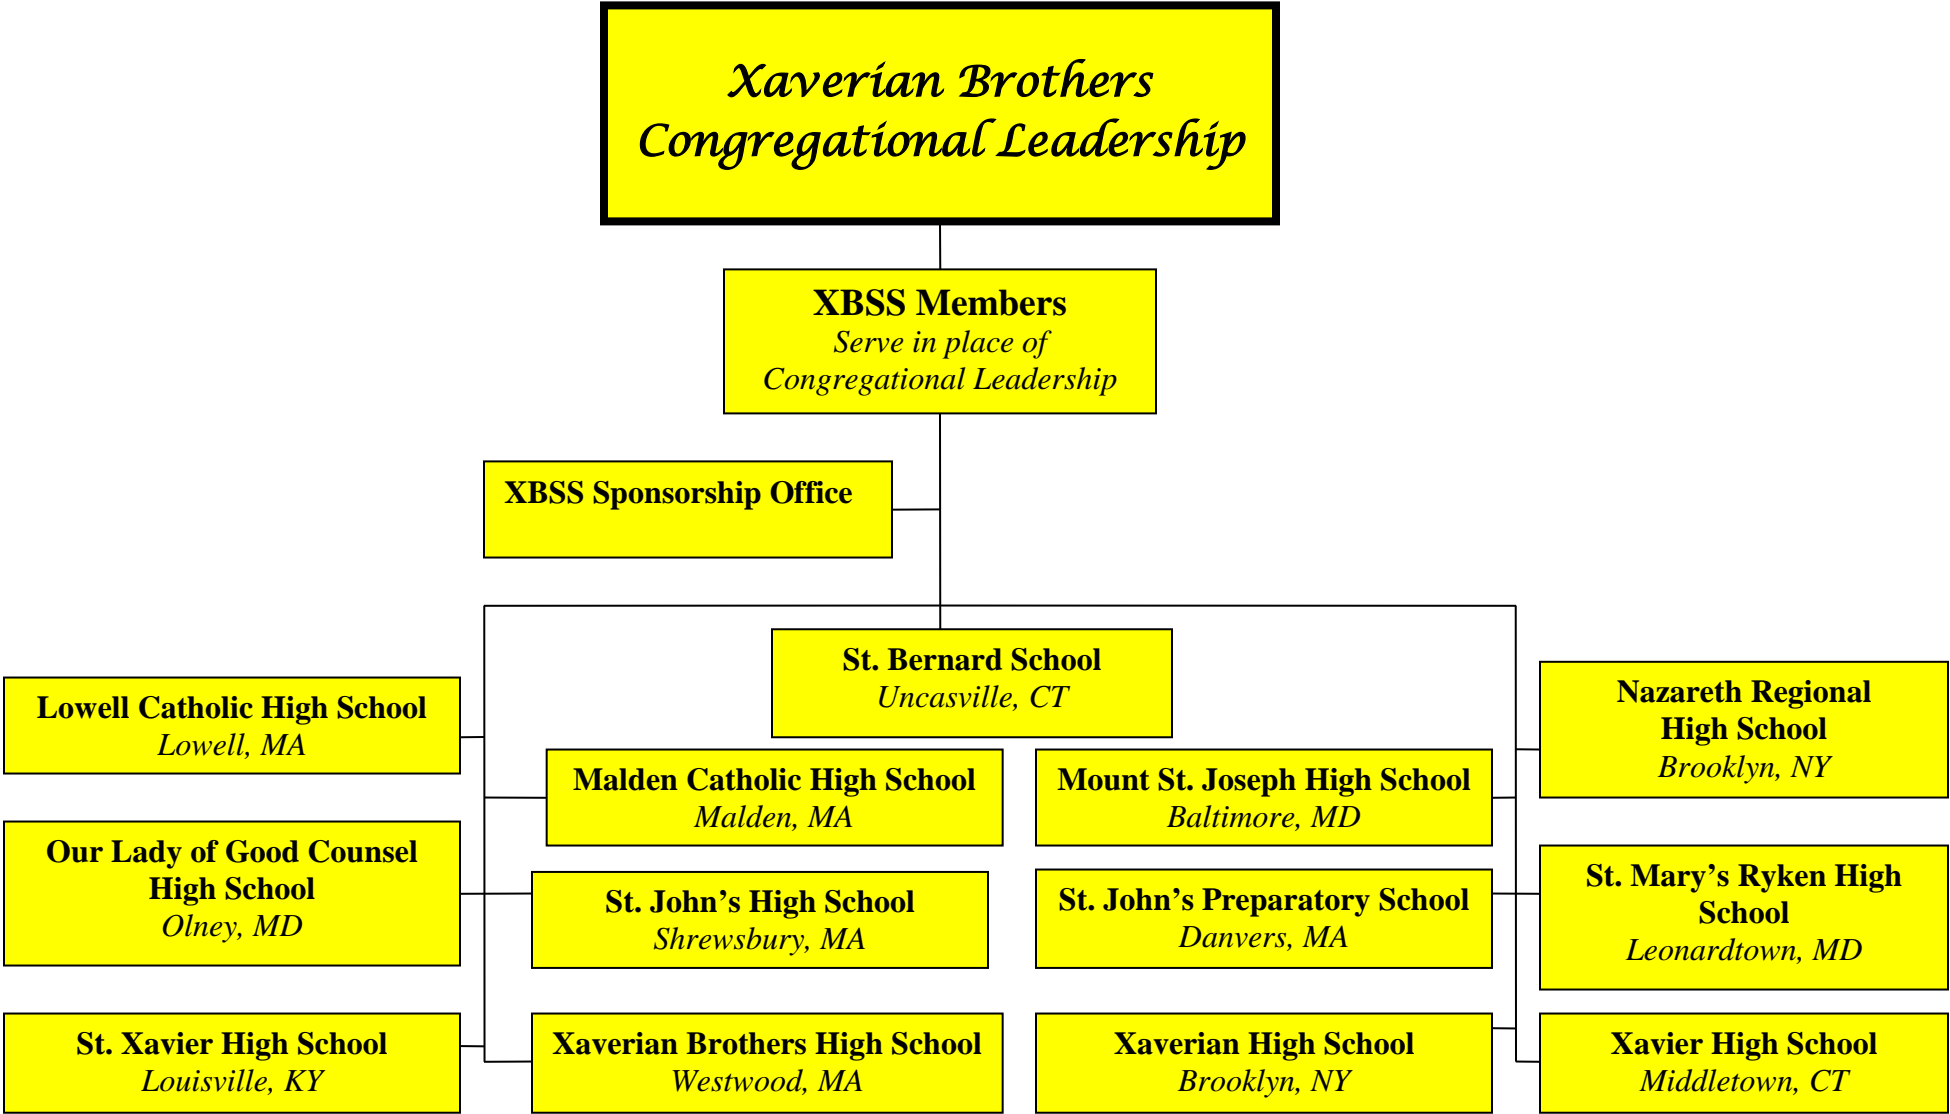 Xaverian Brothers
Congregational Leadership
XBSS Members
Serve in place of
Congregational Leadership
XBSS Sponsorship Office
St. Bernard School
Uncasville, CT
Lowell Catholic High School
Lowell, MA
Nazareth Regional
High School
Brooklyn, NY
Malden Catholic High School
Malden, MA
Mount St. Joseph High School
Baltimore, MD
Our Lady of Good Counsel
High School
Olney, MD
St. John’s High School
Shrewsbury, MA
St. John’s Preparatory School
Danvers, MA
St. Mary’s Ryken High
School
Leonardtown, MD
St. Xavier High School
Louisville, KY
Xaverian Brothers High School
Westwood, MA
Xaverian High School
Brooklyn, NY
Xavier High School
Middletown, CT